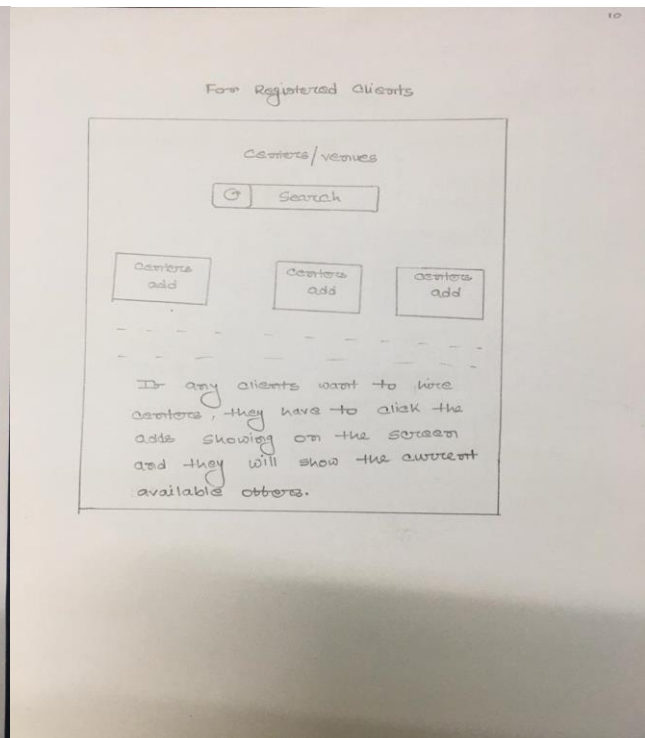 10
For Registered Clients
Centers/venues
Search
Centers add
Centers add
Centers add
If any clients want to hire
centers, they have to click the
adds showing on the screen
and they will show the current
available offers.